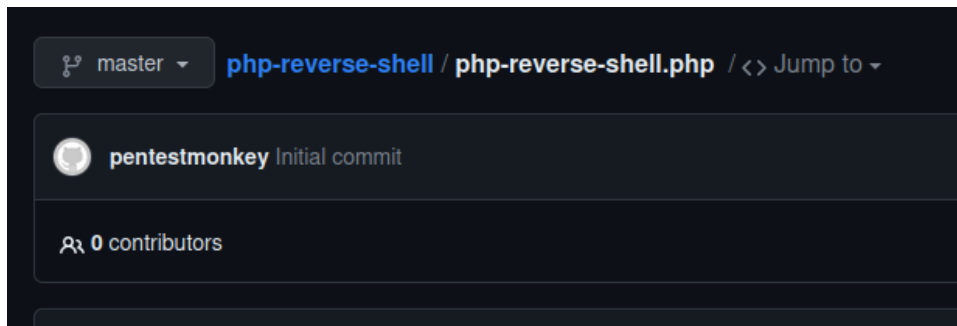 master php-reverse-shell / php-reverse-shell.php / <> Jump to
pentestmonkey Initial commit
0 contributors